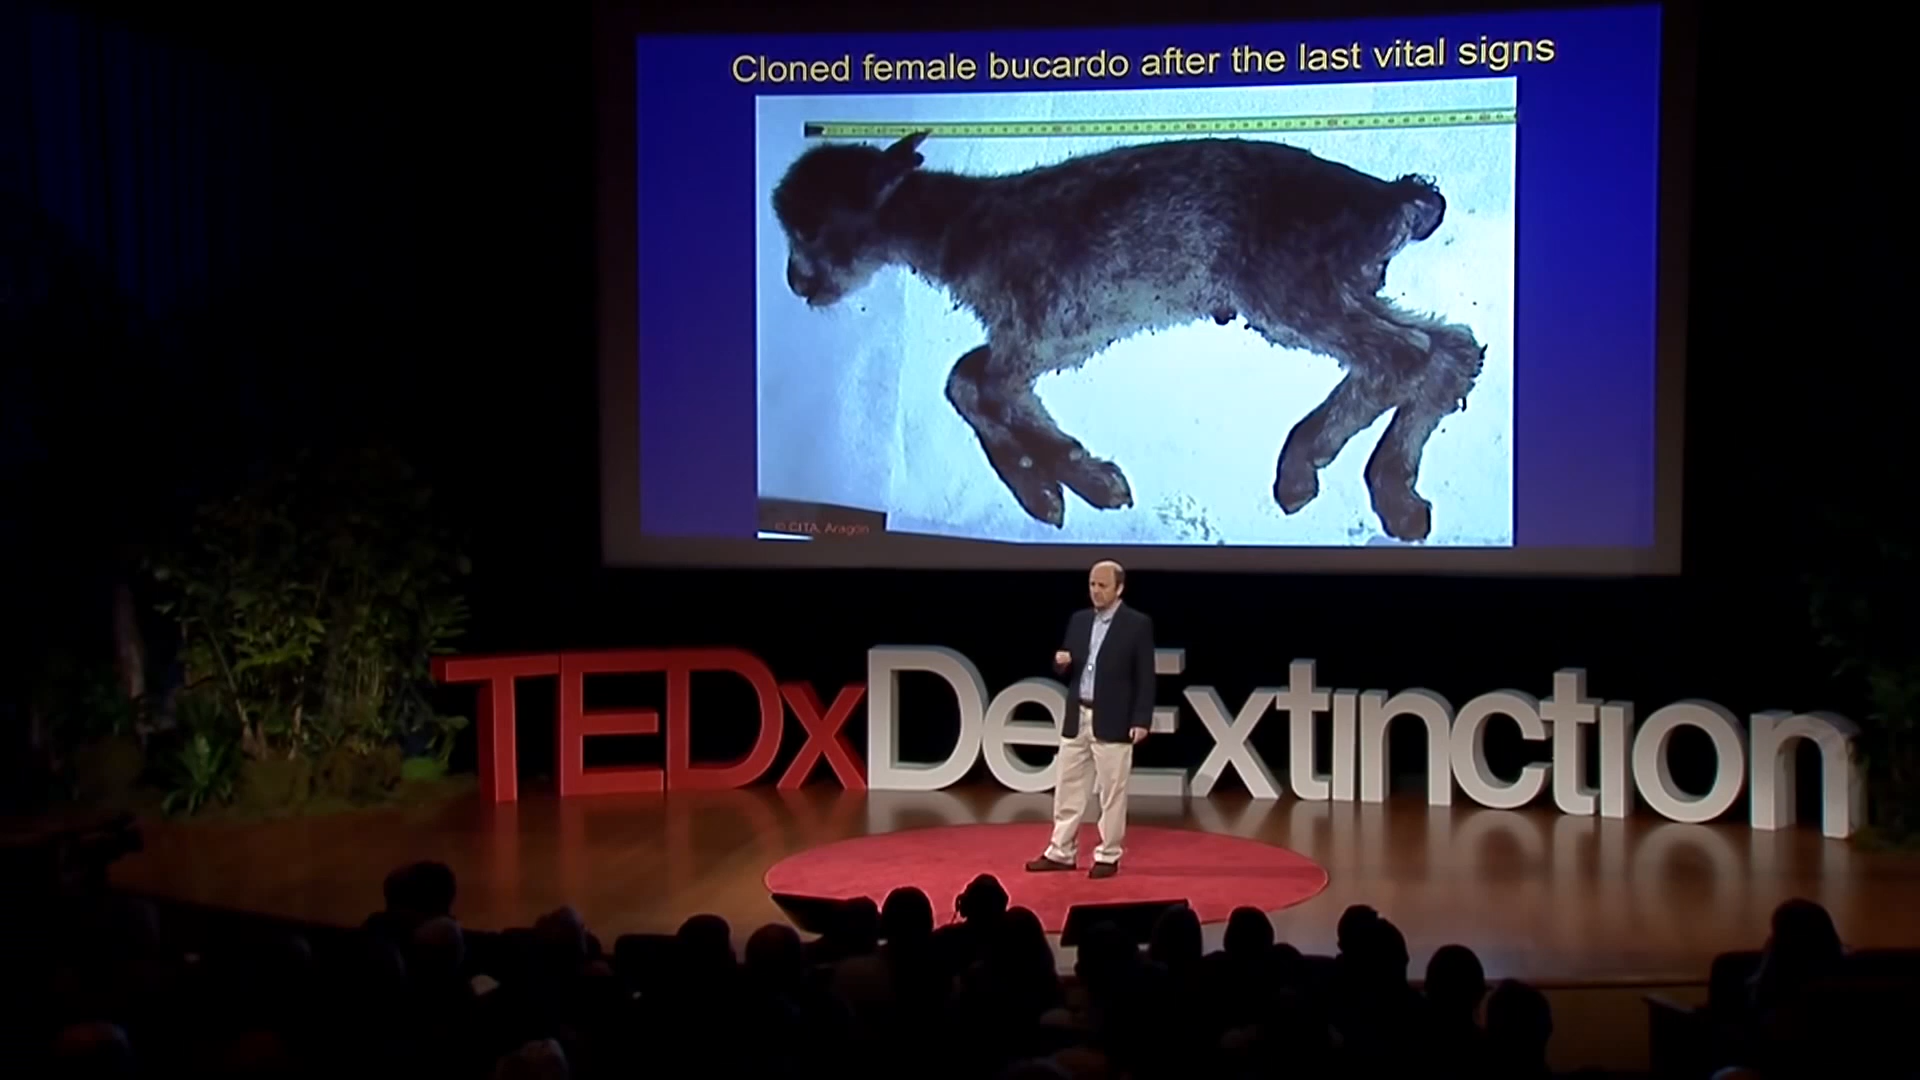 Cloned female bucardo after the last vital signs
© CITA, Aragón
TEDxDeExtinction